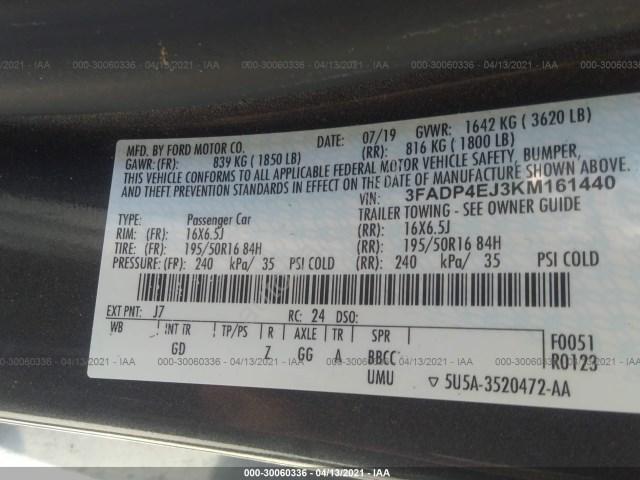 000-30060336 - 04/13/2021 - IAA
MFD. BY FORD MOTOR CO. DATE: 07/19 GVWR: 1642 KG ( 3620 LB)
GAWR: (FR): 839 KG ( 1850 LB) (RR): 816 KG ( 1800 LB)
THIS VEHICLE CONFORMS TO ALL APPLICABLE FEDERAL MOTOR VEHICLE SAFETY, BUMPER,
AND THEFT PREVENTION STANDARDS IN EFFECT ON THE DATE OF MANUFACTURE SHOWN ABOVE.
VIN: 3FADP4EJ3KM161440
TYPE: Passenger Car TRAILER TOWING - SEE OWNER GUIDE
RIM: (FR): 16X6.5J (RR): 16X6.5J
TIRE: (FR): 195/50R16 84H (RR): 195/50R16 84H
PRESSURE: (FR): 240 kPa/ 35 PSI COLD (RR): 240 kPa/ 35 PSI COLD
EXT PNT: J7 RC: 24 DSO:
WB INT TR TP/PS R AXLE TR SPR
GD Z GG A BBCC
UMU
F0051
R0123
5U5A-3520472-AA
000-30060336 - 04/13/2021 - IAA